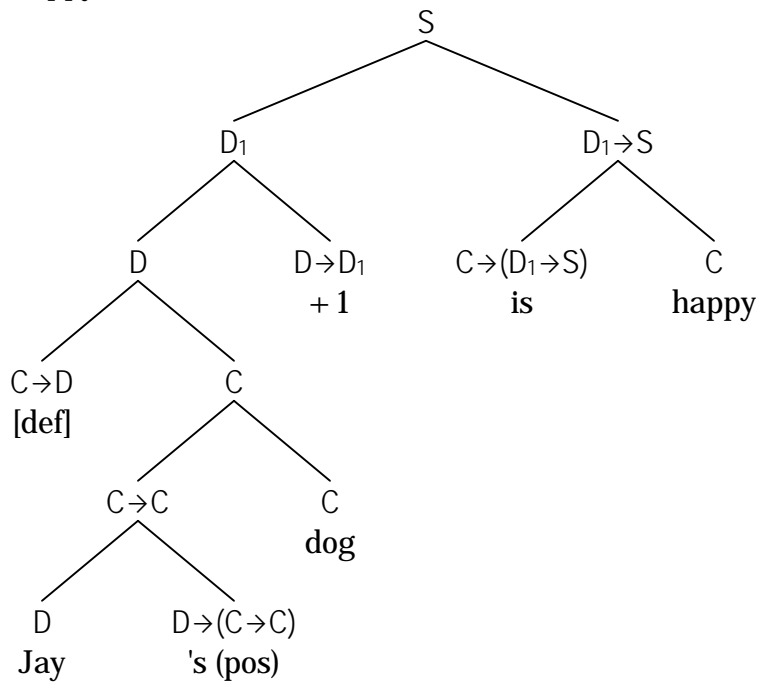 S
D₁ D₁→S
D D→D₁ C→(D₁→S) C
+1 is happy
C→D C
[def]
C→C C
dog
D D→(C→C)
Jay 's (pos)